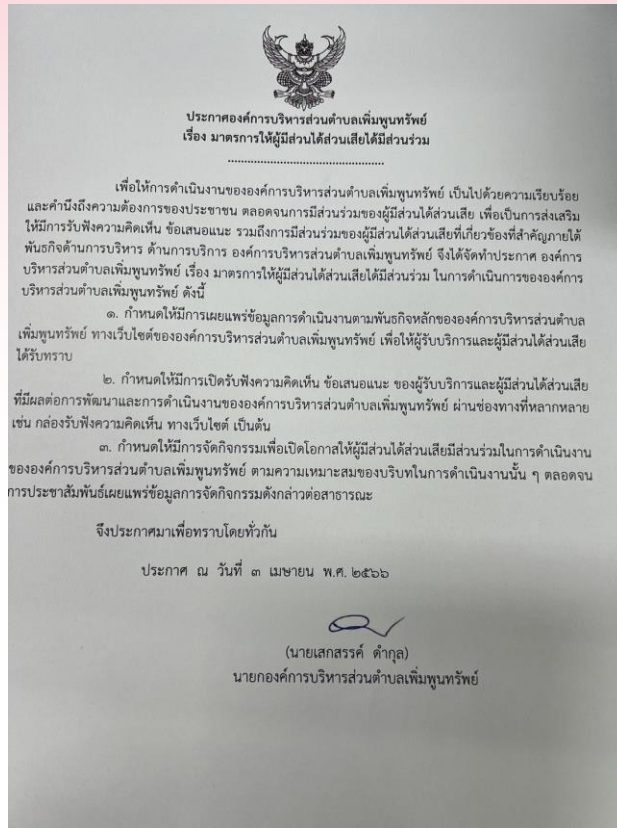 ประกาศองค์การบริหารส่วนตำบลเพิ่มพูนทรัพย์
เรื่อง มาตรการให้ผู้มีส่วนได้ส่วนเสียได้มีส่วนร่วม
................................................
เพื่อให้การดำเนินงานขององค์การบริหารส่วนตำบลเพิ่มพูนทรัพย์ เป็นไปด้วยความเรียบร้อย
และคำนึงถึงความต้องการของประชาชน ตลอดจนการมีส่วนร่วมของผู้มีส่วนได้ส่วนเสีย เพื่อเป็นการส่งเสริม
ให้มีการรับฟังความคิดเห็น ข้อเสนอแนะ รวมถึงการมีส่วนร่วมของผู้มีส่วนได้ส่วนเสียที่เกี่ยวข้องที่สำคัญภายใต้
พันธกิจด้านการบริหาร ด้านการบริการ องค์การบริหารส่วนตำบลเพิ่มพูนทรัพย์ จึงได้จัดทำประกาศ องค์การ
บริหารส่วนตำบลเพิ่มพูนทรัพย์ เรื่อง มาตรการให้ผู้มีส่วนได้ส่วนเสียได้มีส่วนร่วม ในการดำเนินการขององค์การ
บริหารส่วนตำบลเพิ่มพูนทรัพย์ ดังนี้
๑. กำหนดให้มีการเผยแพร่ข้อมูลการดำเนินงานตามพันธกิจหลักขององค์การบริหารส่วนตำบล
เพิ่มพูนทรัพย์ ทางเว็บไซต์ขององค์การบริหารส่วนตำบลเพิ่มพูนทรัพย์ เพื่อให้ผู้รับบริการและผู้มีส่วนได้ส่วนเสีย
ได้รับทราบ
๒. กำหนดให้มีการเปิดรับฟังความคิดเห็น ข้อเสนอแนะ ของผู้รับบริการและผู้มีส่วนได้ส่วนเสีย
ที่มีผลต่อการพัฒนาและการดำเนินงานขององค์การบริหารส่วนตำบลเพิ่มพูนทรัพย์ ผ่านช่องทางที่หลากหลาย
เช่น กล่องรับฟังความคิดเห็น ทางเว็บไซต์ เป็นต้น
๓. กำหนดให้มีการจัดกิจกรรมเพื่อเปิดโอกาสให้ผู้มีส่วนได้ส่วนเสียมีส่วนร่วมในการดำเนินงาน
ขององค์การบริหารส่วนตำบลเพิ่มพูนทรัพย์ ตามความเหมาะสมของบริบทในการดำเนินงานนั้น ๆ ตลอดจน
การประชาสัมพันธ์เผยแพร่ข้อมูลการจัดกิจกรรมดังกล่าวต่อสาธารณะ
จึงประกาศมาเพื่อทราบโดยทั่วกัน
ประกาศ ณ วันที่ ๓ เมษายน พ.ศ. ๒๕๖๖
(นายเสกสรรค์ ดำกุล)
นายกองค์การบริหารส่วนตำบลเพิ่มพูนทรัพย์